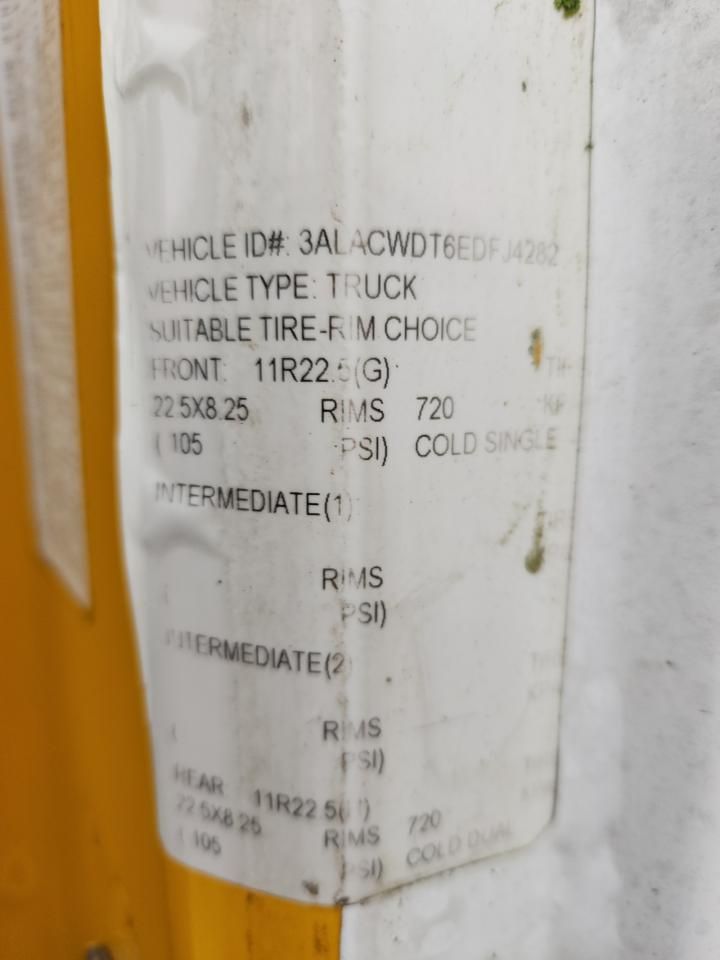 VEHICLE ID#: 3ALACWDT6EDFJ4282
VEHICLE TYPE: TRUCK
SUITABLE TIRE-RIM CHOICE
FRONT: 11R22.5(G)
22.5X8.25 RIMS 720 KP
( 105 PSI) COLD SINGLE
INTERMEDIATE(1)
RIMS
( PSI)
INTERMEDIATE(2)
RIMS
( PSI)
REAR 11R22.5( )
22.5X8.25 RIMS 720
( 105 PSI) COLD DUAL